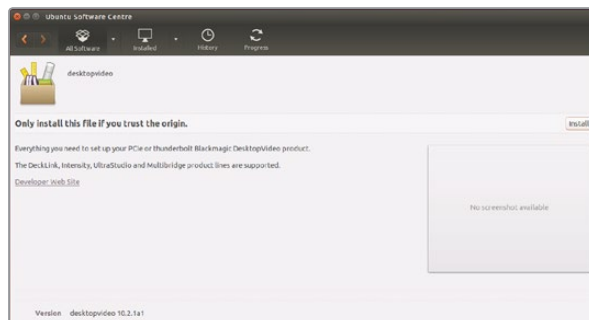 Ubuntu Software Centre
All Software
Installed
History
Progress
desktopvideo
Only install this file if you trust the origin.
Install
Everything you need to set up your PCIe or thunderbolt Blackmagic DesktopVideo product.
The DeckLink, Intensity, UltraStudio and Multibridge product lines are supported.
Developer Web Site
No screenshot available
Version desktopvideo 10.2.1a1